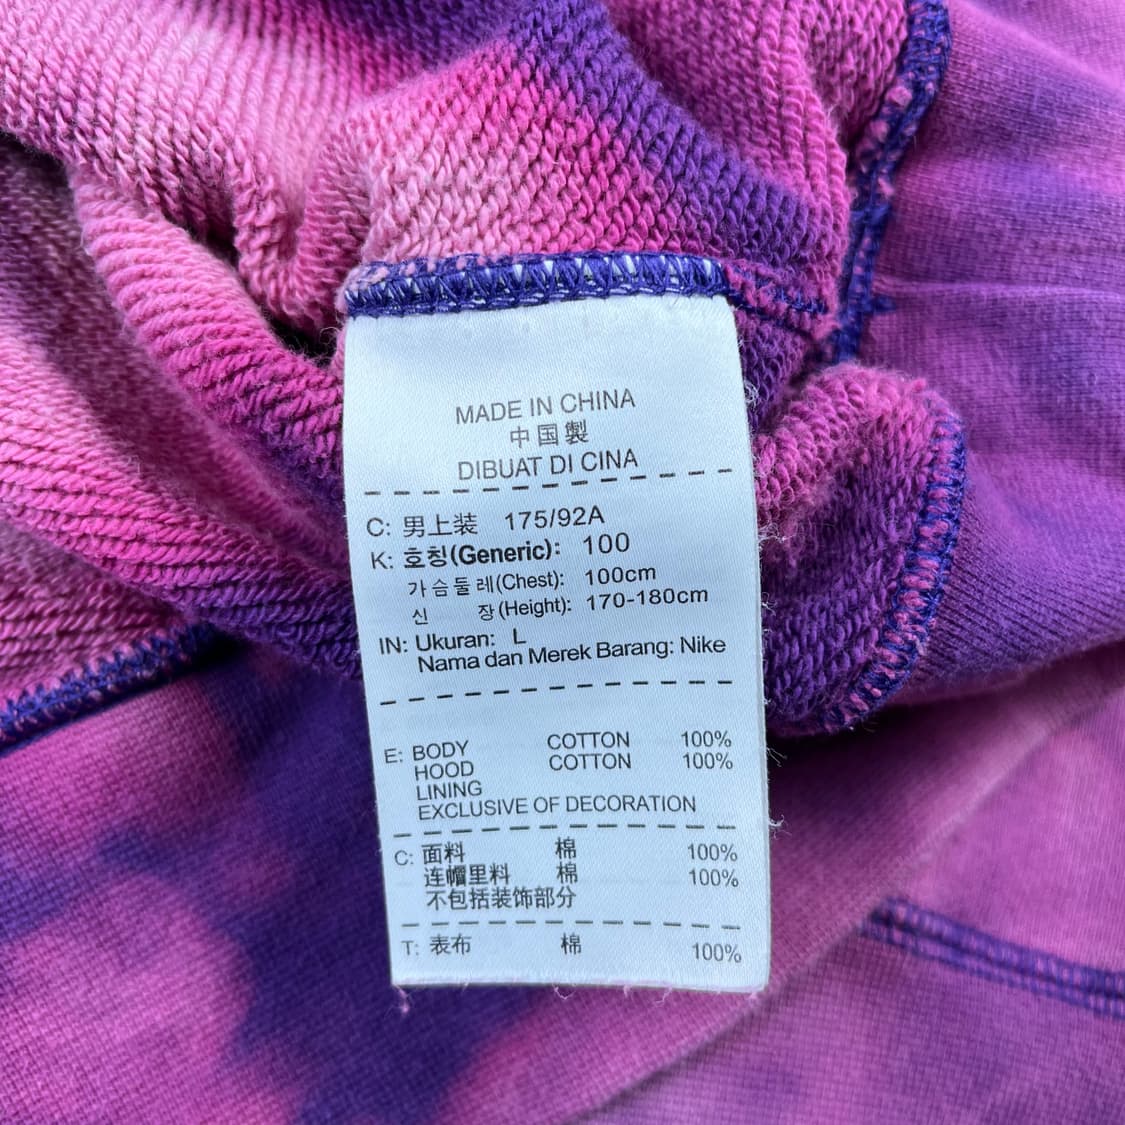 MADE IN CHINA
中国製
DIBUAT DI CINA
C: 男上装 175/92A
K: 호칭(Generic): 100
가슴둘레(Chest): 100cm
신 장(Height): 170-180cm
IN: Ukuran: L
Nama dan Merek Barang: Nike
E: BODY COTTON 100%
HOOD COTTON 100%
LINING
EXCLUSIVE OF DECORATION
C: 面料 棉 100%
连帽里料 棉 100%
不包括装饰部分
T: 表布 棉 100%